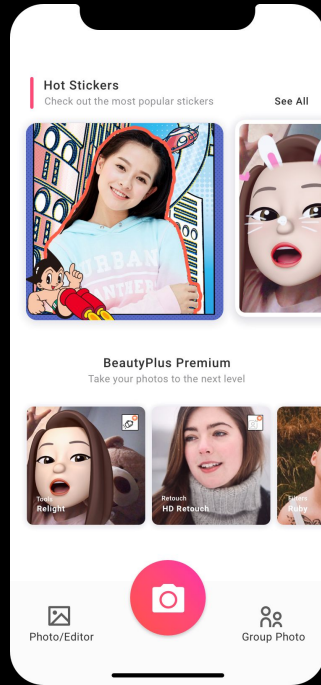 Hot Stickers
Check out the most popular stickers
See All
URBAN
PANTHER
BeautyPlus Premium
Take your photos to the next level
Tools
Relight
Retouch
HD Retouch
Filters
Ruby
Photo/Editor
Group Photo